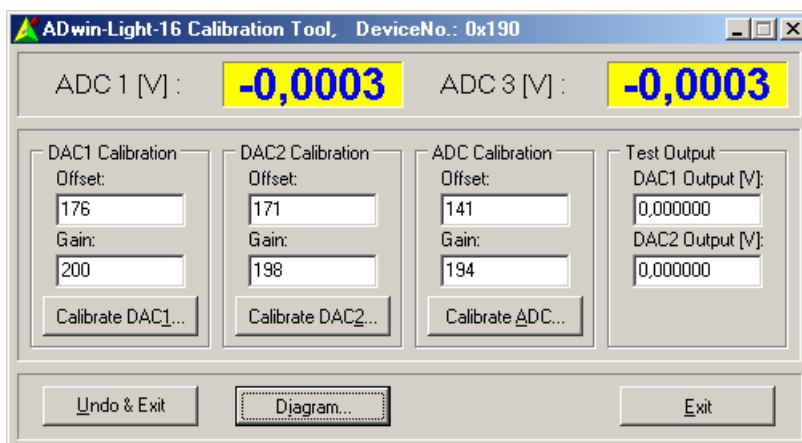 ADwin-Light-16 Calibration Tool, DeviceNo.: 0x190
ADC 1 [V] : -0,0003 ADC 3 [V] : -0,0003
DAC1 Calibration DAC2 Calibration ADC Calibration Test Output
Offset: Offset: Offset: DAC1 Output [V]:
176 171 141 0,000000
Gain: Gain: Gain: DAC2 Output [V]:
200 198 194 0,000000
Calibrate DAC1... Calibrate DAC2... Calibrate ADC...
Undo & Exit Diagram... Exit